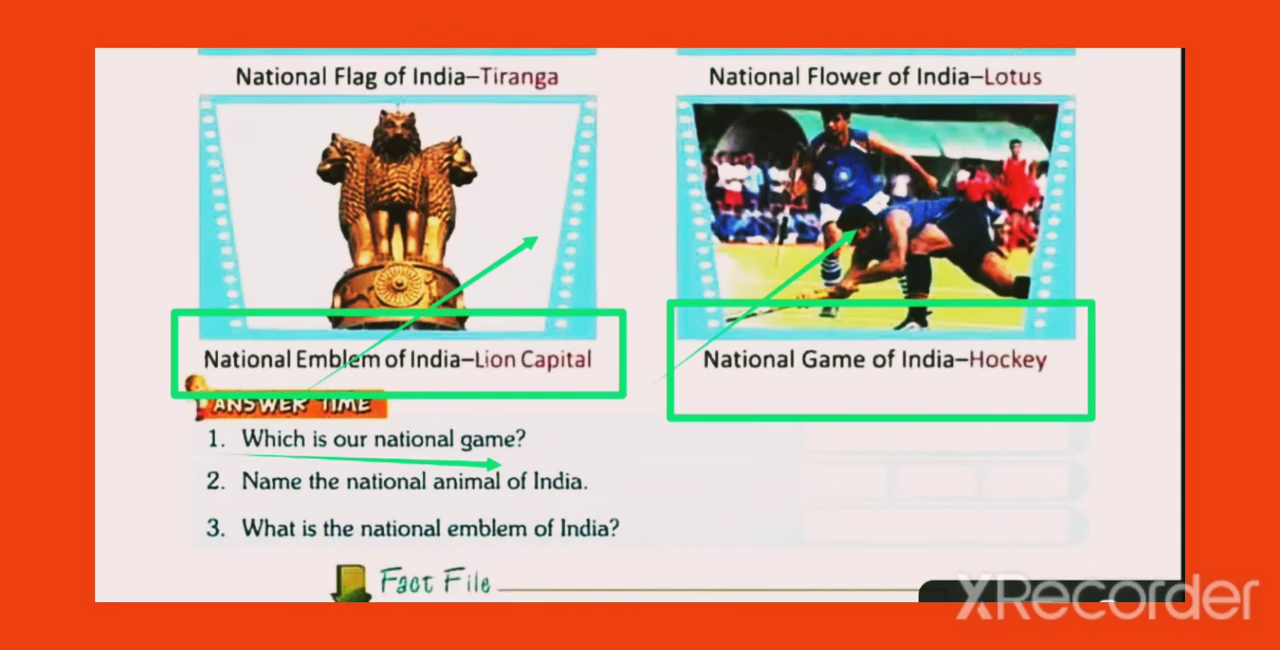 National Flag of India–Tiranga
National Flower of India–Lotus
National Emblem of India–Lion Capital
National Game of India–Hockey
ANSWER TIME
1. Which is our national game?
2. Name the national animal of India.
3. What is the national emblem of India?
Fact File
XRecorder